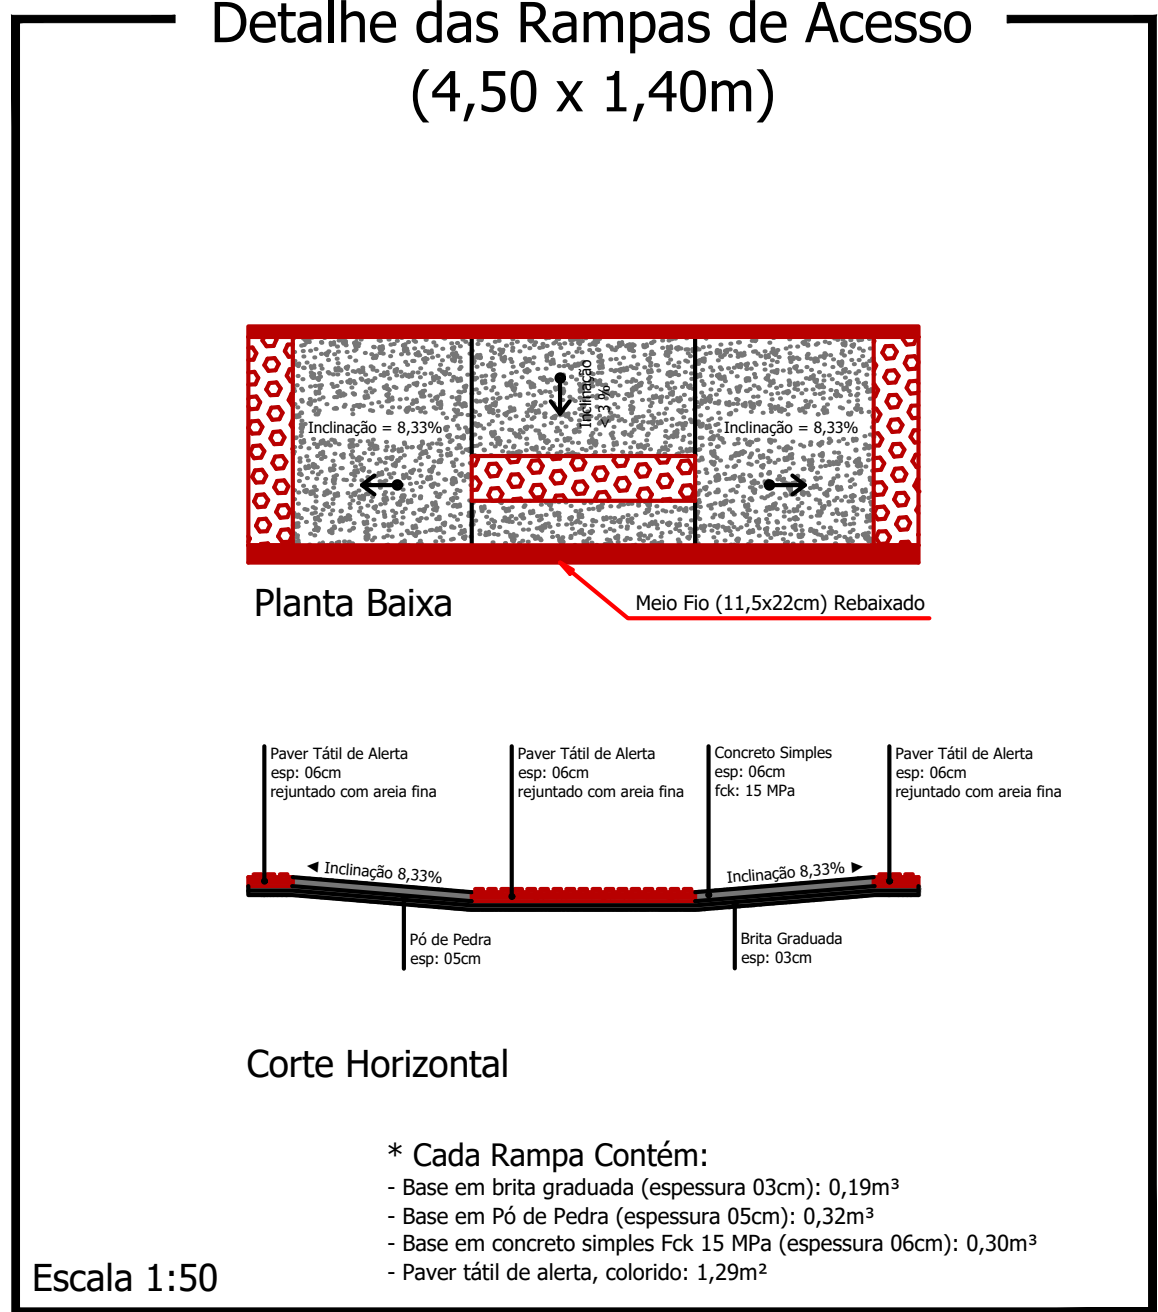 Detalhe das Rampas de Acesso
(4,50 x 1,40m)
Inclinação
< 3 %
Inclinação = 8,33%
Inclinação = 8,33%
Planta Baixa
Meio Fio (11,5x22cm) Rebaixado
Paver Tátil de Alerta
esp: 06cm
rejuntado com areia fina
Paver Tátil de Alerta
esp: 06cm
rejuntado com areia fina
Concreto Simples
esp: 06cm
fck: 15 MPa
Paver Tátil de Alerta
esp: 06cm
rejuntado com areia fina
◄ Inclinação 8,33%
Inclinação 8,33% ►
Pó de Pedra
esp: 05cm
Brita Graduada
esp: 03cm
Corte Horizontal
* Cada Rampa Contém:
- Base em brita graduada (espessura 03cm): 0,19m³
- Base em Pó de Pedra (espessura 05cm): 0,32m³
- Base em concreto simples Fck 15 MPa (espessura 06cm): 0,30m³
- Paver tátil de alerta, colorido: 1,29m²
Escala 1:50